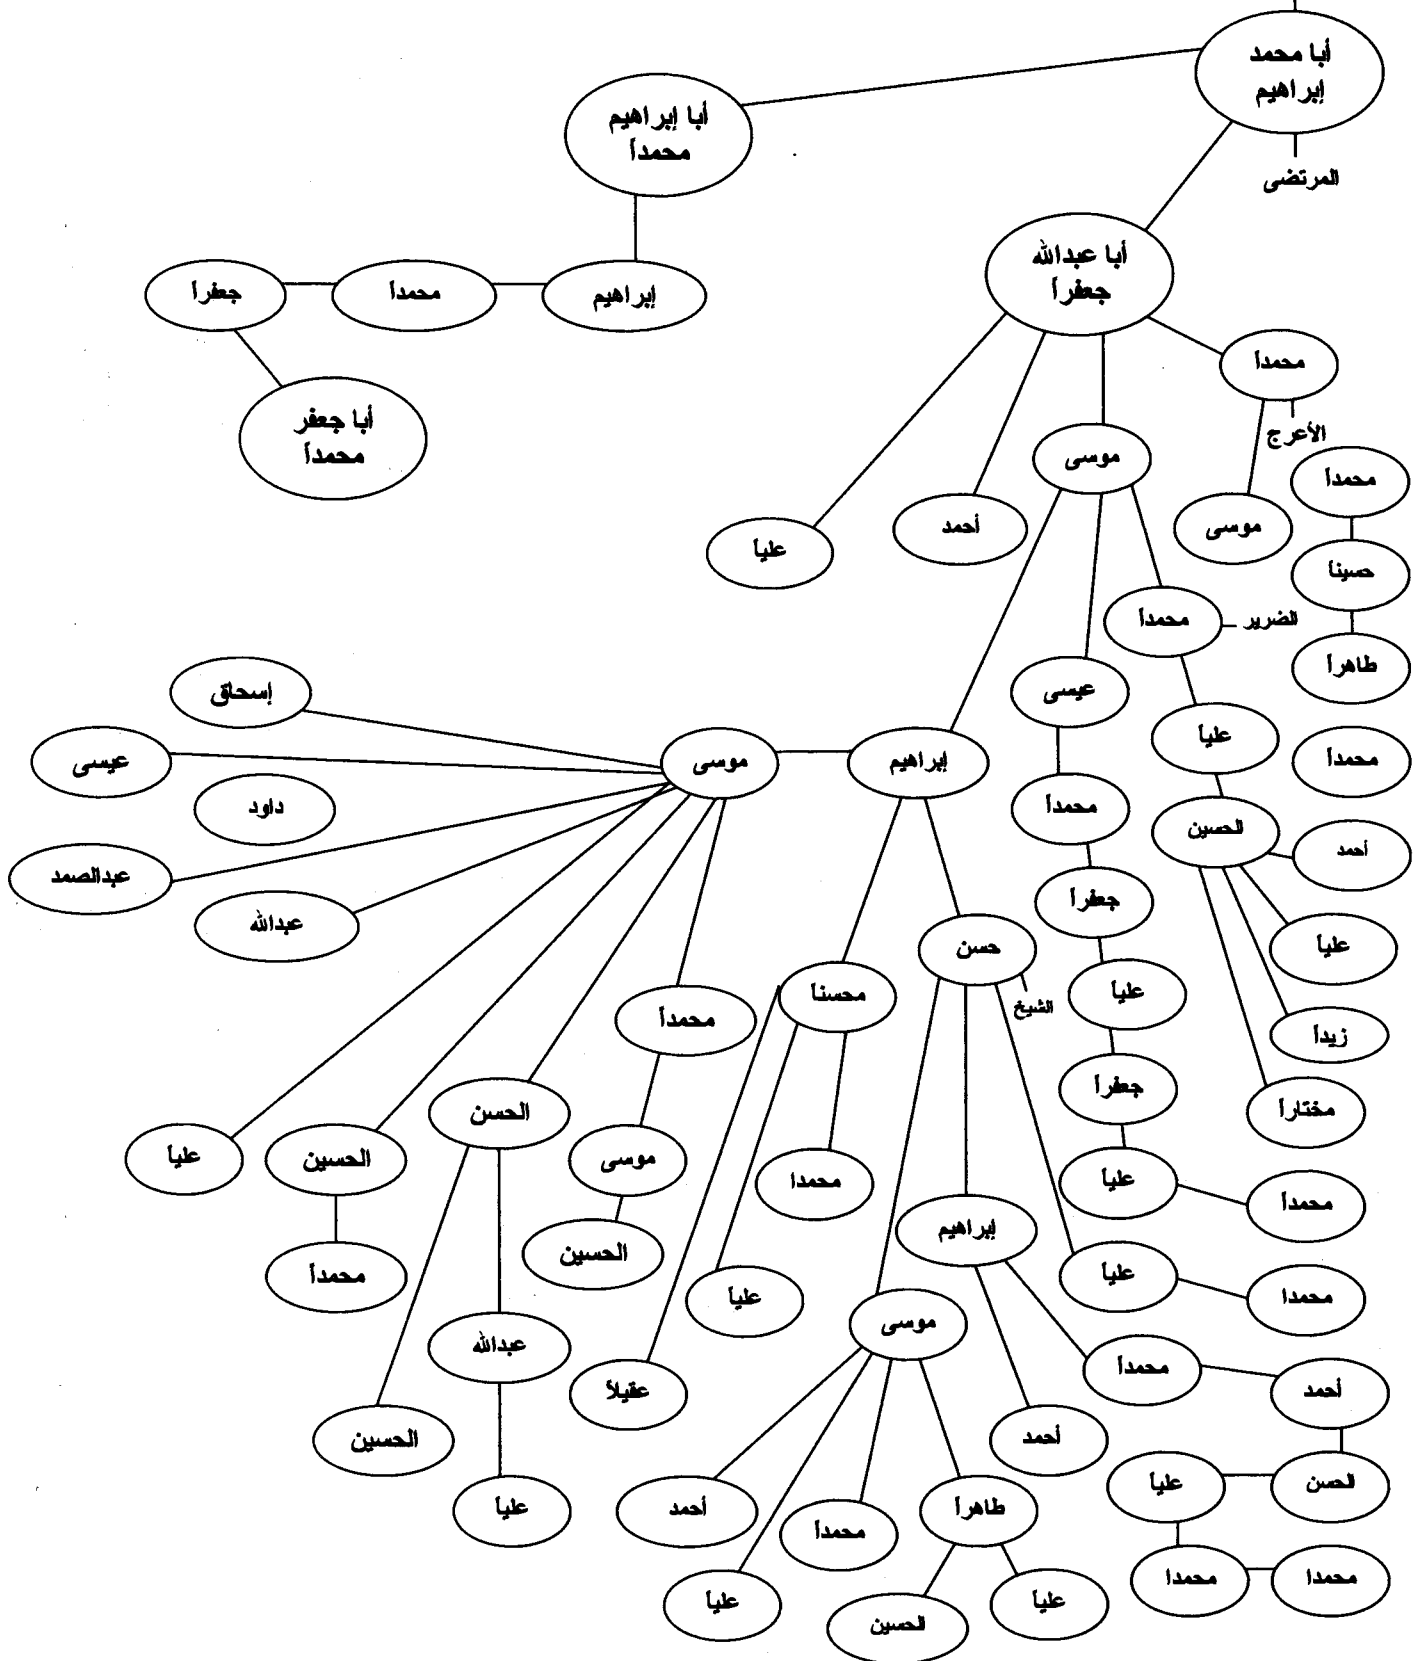 أبا محمد
إبراهيم
أبا إبراهيم
محمداً
المرتضى
أبا عبدالله
جعفراً
إبراهيم
محمداً
جعفراً
محمداً
أبا جعفر
محمداً
الأعرج
موسى
محمداً
موسى
أحمد
علياً
حسيناً
محمداً
الضرير
طاهراً
إسحاق
عيسى
علياً
إبراهيم
موسى
عيسى
محمداً
داود
محمداً
الحسين
أحمد
عبدالصمد
عبدالله
جعفراً
حسن
علياً
الشيخ
محسناً
علياً
محمداً
زيداً
جعفراً
مختاراً
الحسن
موسى
الحسين
علياً
محمدا
علياً
محمداً
إبراهيم
الحسين
محمداً
علياً
علياً
محمدا
موسى
عبدالله
عقيلاً
محمداً
أحمد
الحسين
أحمد
علياً
الحسن
علياً
أحمد
محمداً
طاهراً
محمدا
محمدا
علياً
الحسين
علياً